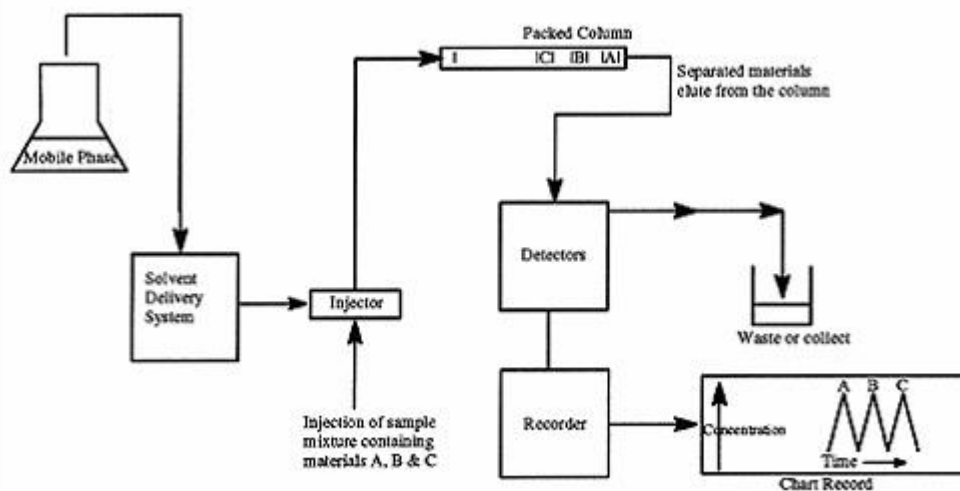 Packed Column
|C| |B| |A|
Separated materials
elute from the column
Mobile Phase
Solvent
Delivery
System
Injector
Injection of sample
mixture containing
materials A, B & C
Detectors
Waste or collect
Recorder
A B C
Concentration
Time
Chart Record